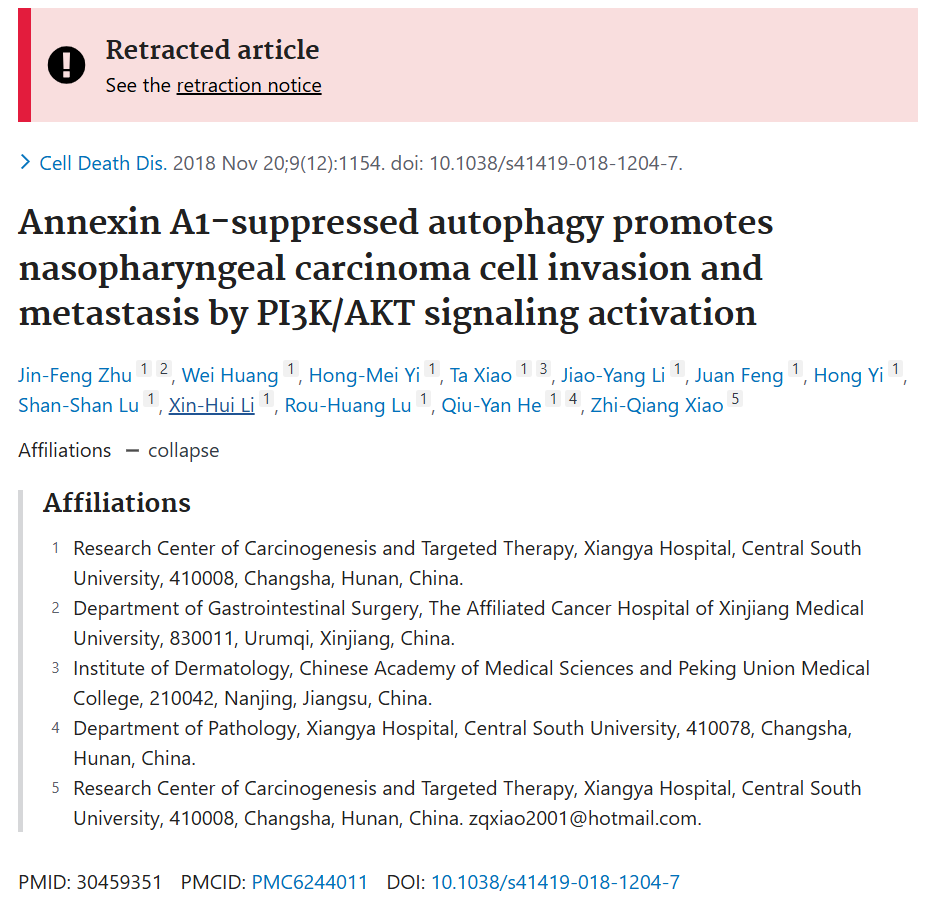 Retracted article
See the retraction notice
Cell Death Dis. 2018 Nov 20;9(12):1154. doi: 10.1038/s41419-018-1204-7.
Annexin A1-suppressed autophagy promotes
nasopharyngeal carcinoma cell invasion and
metastasis by PI3K/AKT signaling activation
Jin-Feng Zhu 1 2, Wei Huang 1, Hong-Mei Yi 1, Ta Xiao 1 3, Jiao-Yang Li 1, Juan Feng 1, Hong Yi 1,
Shan-Shan Lu 1, Xin-Hui Li 1, Rou-Huang Lu 1, Qiu-Yan He 1 4, Zhi-Qiang Xiao 5
Affiliations — collapse
Affiliations
1 Research Center of Carcinogenesis and Targeted Therapy, Xiangya Hospital, Central South
University, 410008, Changsha, Hunan, China.
2 Department of Gastrointestinal Surgery, The Affiliated Cancer Hospital of Xinjiang Medical
University, 830011, Urumqi, Xinjiang, China.
3 Institute of Dermatology, Chinese Academy of Medical Sciences and Peking Union Medical
College, 210042, Nanjing, Jiangsu, China.
4 Department of Pathology, Xiangya Hospital, Central South University, 410078, Changsha,
Hunan, China.
5 Research Center of Carcinogenesis and Targeted Therapy, Xiangya Hospital, Central South
University, 410008, Changsha, Hunan, China. zqxiao2001@hotmail.com.
PMID: 30459351 PMCID: PMC6244011 DOI: 10.1038/s41419-018-1204-7